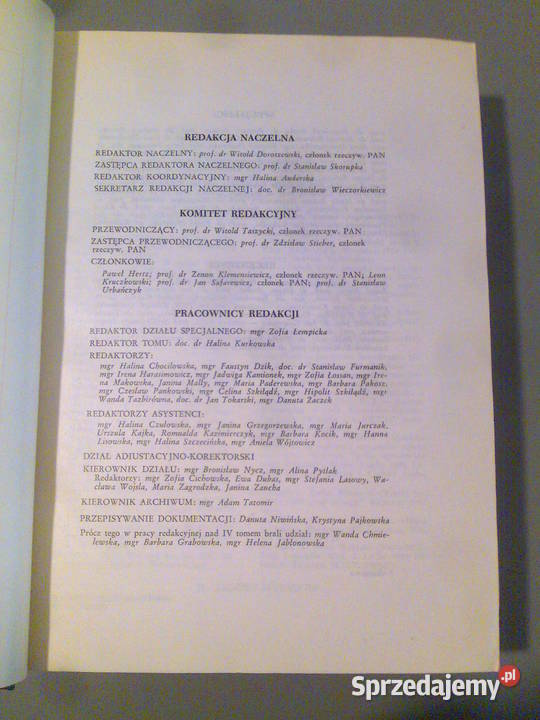 REDAKCJA NACZELNA
REDAKTOR NACZELNY: prof. dr Witold Doroszewski, członek rzeczyw. PAN
ZASTĘPCA REDAKTORA NACZELNEGO: prof. dr Stanisław Skorupka
REDAKTOR KOORDYNACYJNY: mgr Halina Auderska
SEKRETARZ REDAKCJI NACZELNEJ: doc. dr Bronisław Wieczorkiewicz
KOMITET REDAKCYJNY
PRZEWODNICZĄCY: prof. dr Witold Taszycki, członek rzeczyw. PAN
ZASTĘPCA PRZEWODNICZĄCEGO: prof. dr Zdzisław Stieber, członek
rzeczyw. PAN
CZŁONKOWIE:
Paweł Hertz; prof. dr Zenon Klemensiewicz, członek rzeczyw. PAN; Leon
Kruczkowski; prof. dr Jan Safarewicz, członek PAN; prof. dr Stanisław
Urbańczyk
PRACOWNICY REDAKCJI
REDAKTOR DZIAŁU SPECJALNEGO: mgr Zofia Łempicka
REDAKTOR TOMU: doc. dr Halina Kurkowska
REDAKTORZY:
mgr Halina Chociłowska, mgr Faustyn Dzik, doc. dr Stanisław Furmanik,
mgr Irena Harasimowicz, mgr Jadwiga Kamionek, mgr Zofia Łossan, mgr Ire-
na Makowska, Janina Mally, mgr Maria Paderewska, mgr Barbara Pakosz,
mgr Czesław Pankowski, mgr Celina Szkiłądź, mgr Hipolit Szkiłądź, mgr
Wanda Tazbirówna, doc. dr Jan Tokarski, mgr Danuta Zaczek
REDAKTORZY ASYSTENCI:
mgr Halina Czułowska, mgr Janina Grzegorzewska, mgr Maria Jurczak,
Urszula Kajka, Romualda Kazimierczyk, mgr Barbara Kocik, mgr Hanna
Lisowska, mgr Halina Szczecińska, mgr Aniela Wójtowicz
DZIAŁ ADIUSTACYJNO-KOREKTORSKI
KIEROWNIK DZIAŁU: mgr Bronisław Nycz, mgr Alina Pytlak
Redaktorzy: mgr Zofia Cichowska, Ewa Dubas, mgr Stefania Lasowy, Wa-
cława Wojsla, Maria Zagrodzka, Janina Zaucha
KIEROWNIK ARCHIWUM: mgr Adam Tatomir
PRZEPISYWANIE DOKUMENTACJI: Danuta Niwińska, Krystyna Pajkowtka
Prócz tego w pracy redakcyjnej nad IV tomem brali udział: mgr Wanda Chmie-
lewska, mgr Barbara Grabowska, mgr Helena Jabłonowska
Sprzedajemy.pl